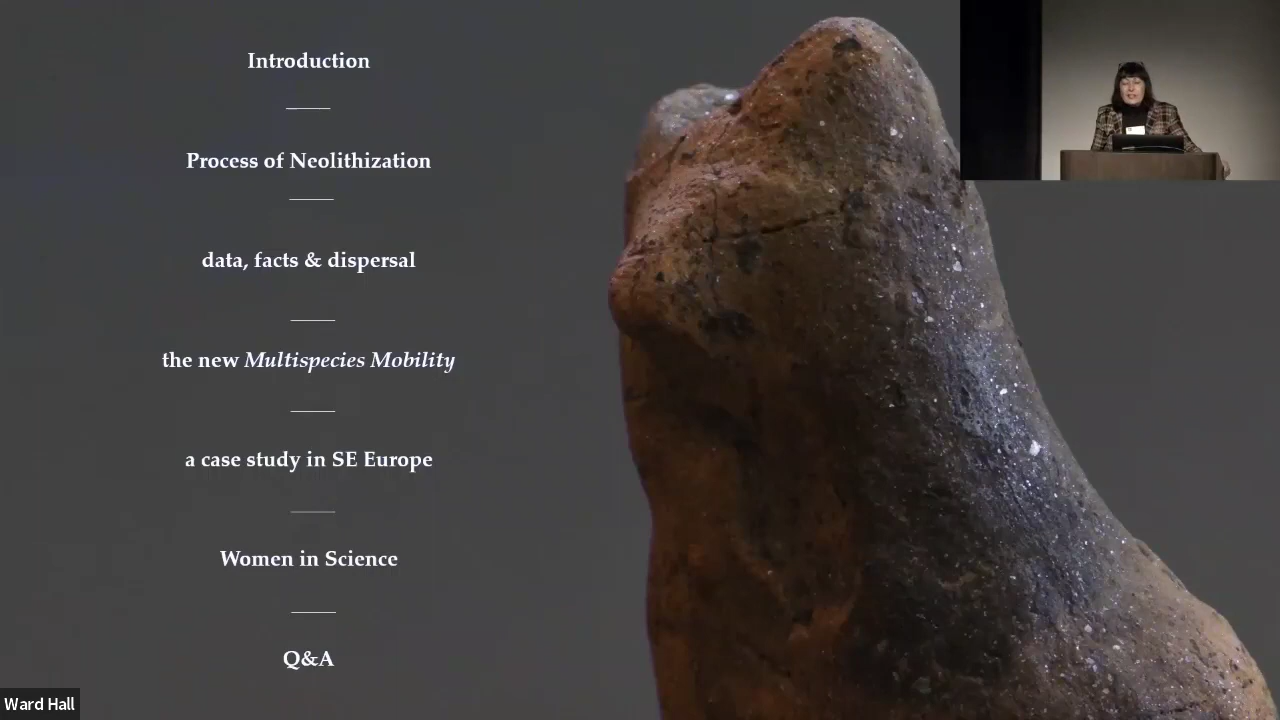 Introduction
Process of Neolithization
data, facts & dispersal
the new Multispecies Mobility
a case study in SE Europe
Women in Science
Q&A
Ward Hall